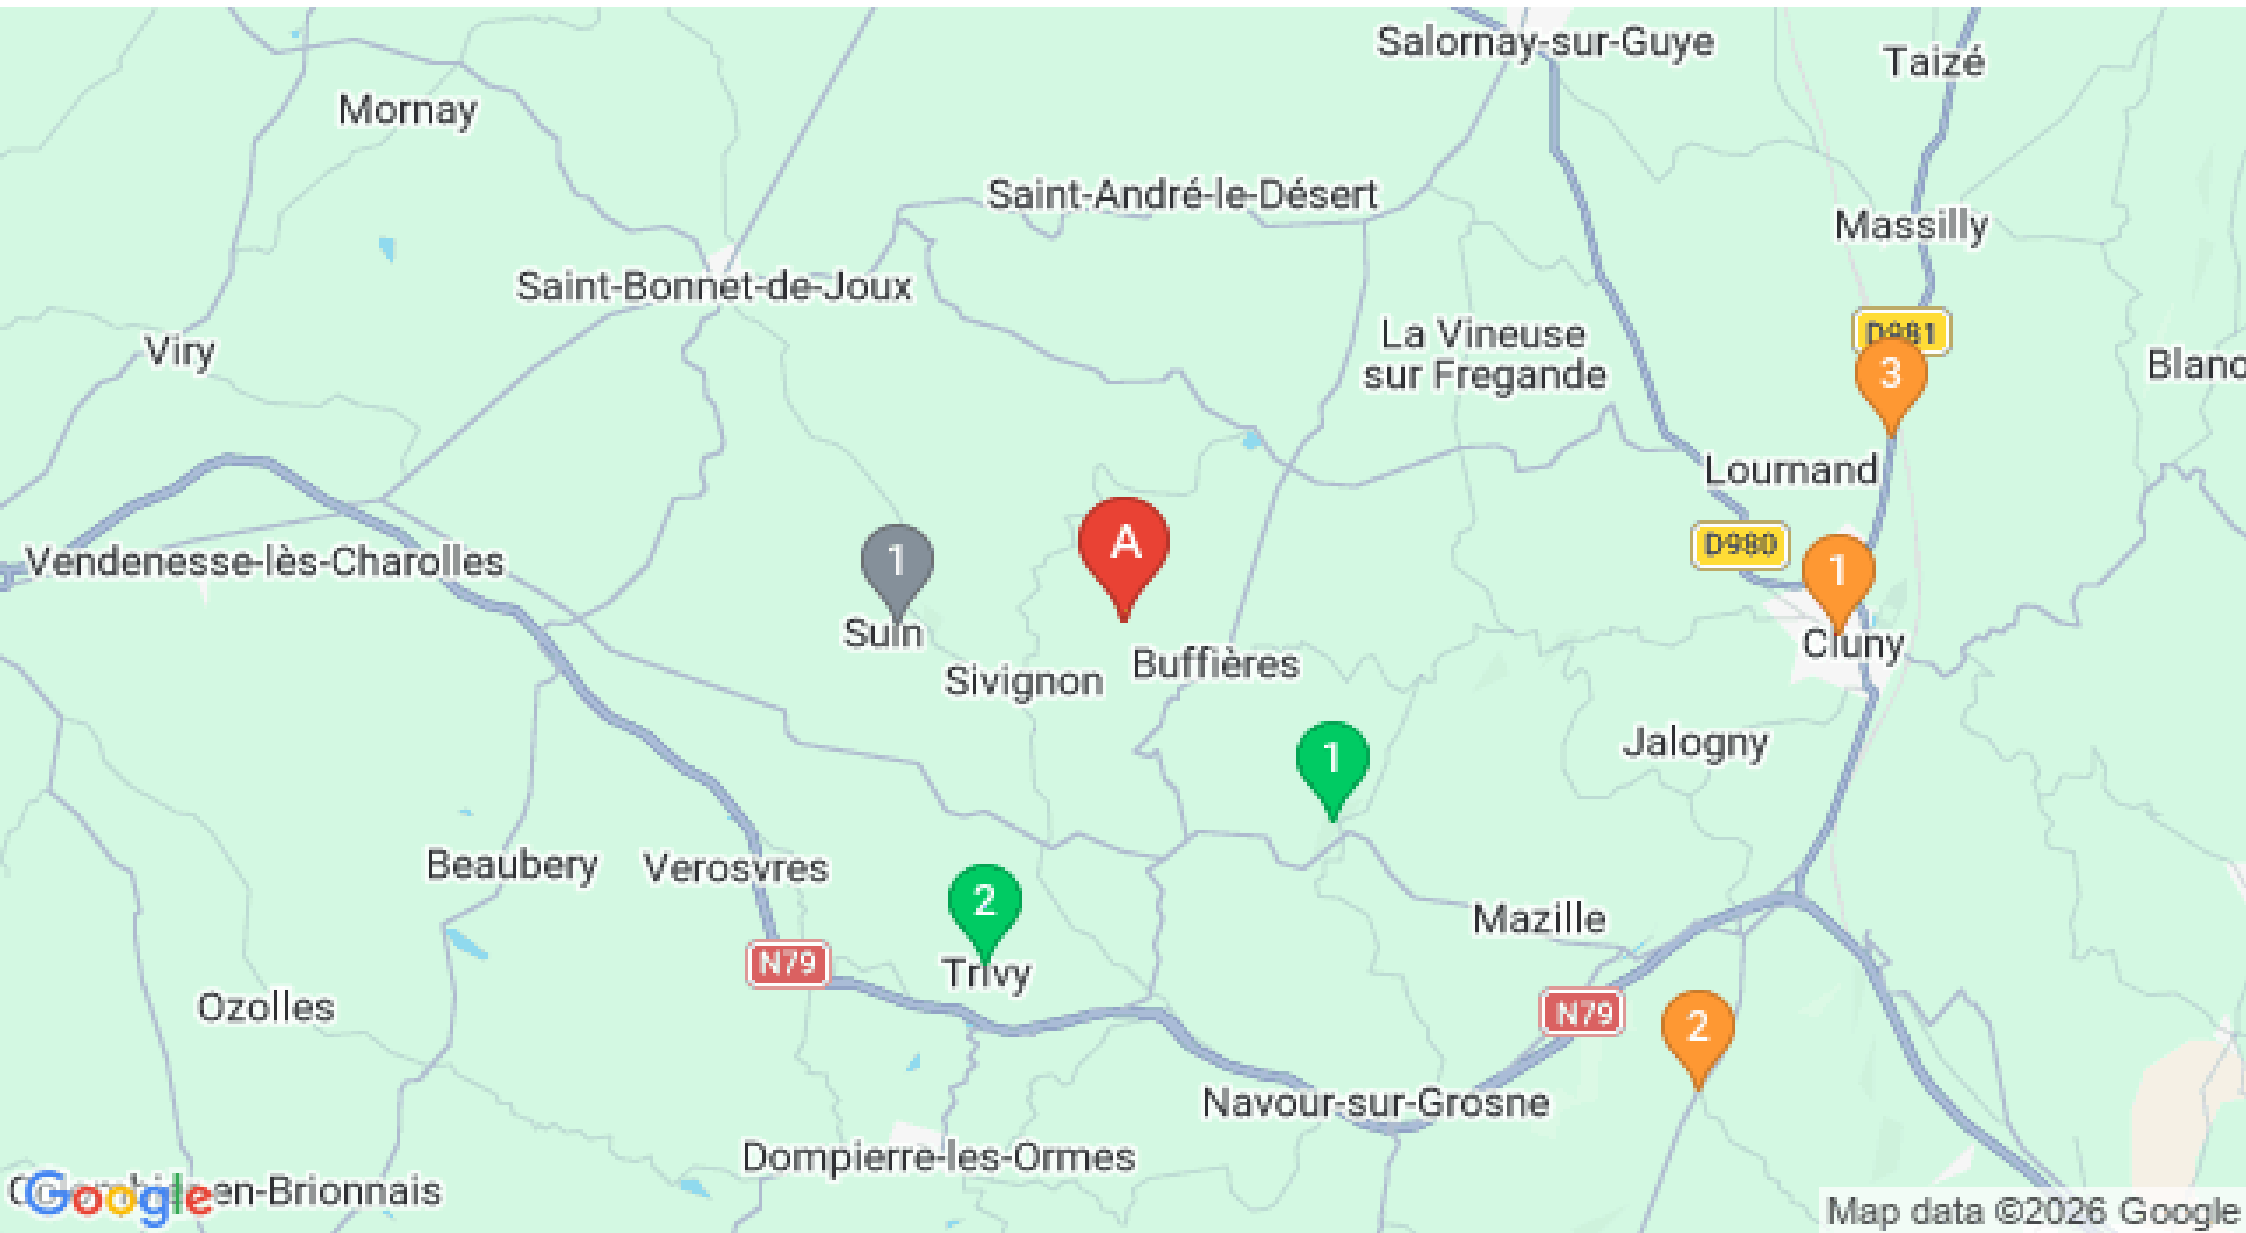 Salornay-sur-Guye
Taizé
Mornay
Saint-André-le-Désert
Massilly
Saint-Bonnet-de-Joux
D981
La Vineuse
sur Fregande
Viry
3
Blanc
Lournand
A
1
D980
1
Vendenesse-lès-Charolles
Suin
Cluny
Buffières
Sivignon
1
Jalogny
Beaubery
Verosvres
2
Mazille
N79
Trivy
Ozolles
N79
2
Navour-sur-Grosne
Dompierre-les-Ormes
en-Brionnais
Google
Map data ©2026 Google